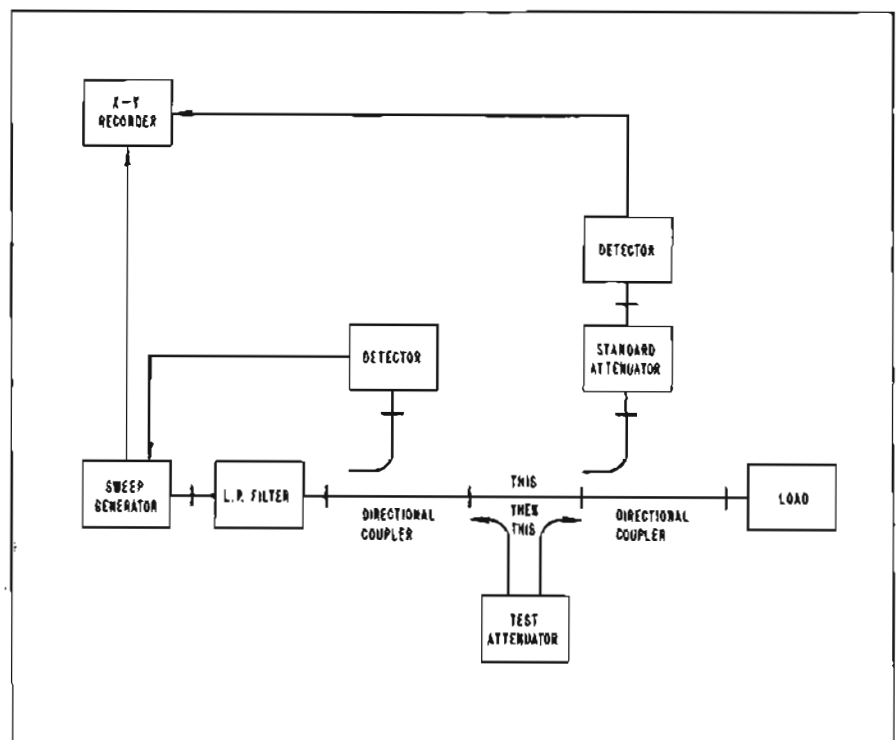 X-Y
RECORDER
DETECTOR
DETECTOR
STANDARD
ATTENUATOR
SWEEP
GENERATOR
L.P. FILTER
DIRECTIONAL
COUPLER
THIS
THEN
THIS
DIRECTIONAL
COUPLER
LOAD
TEST
ATTENUATOR